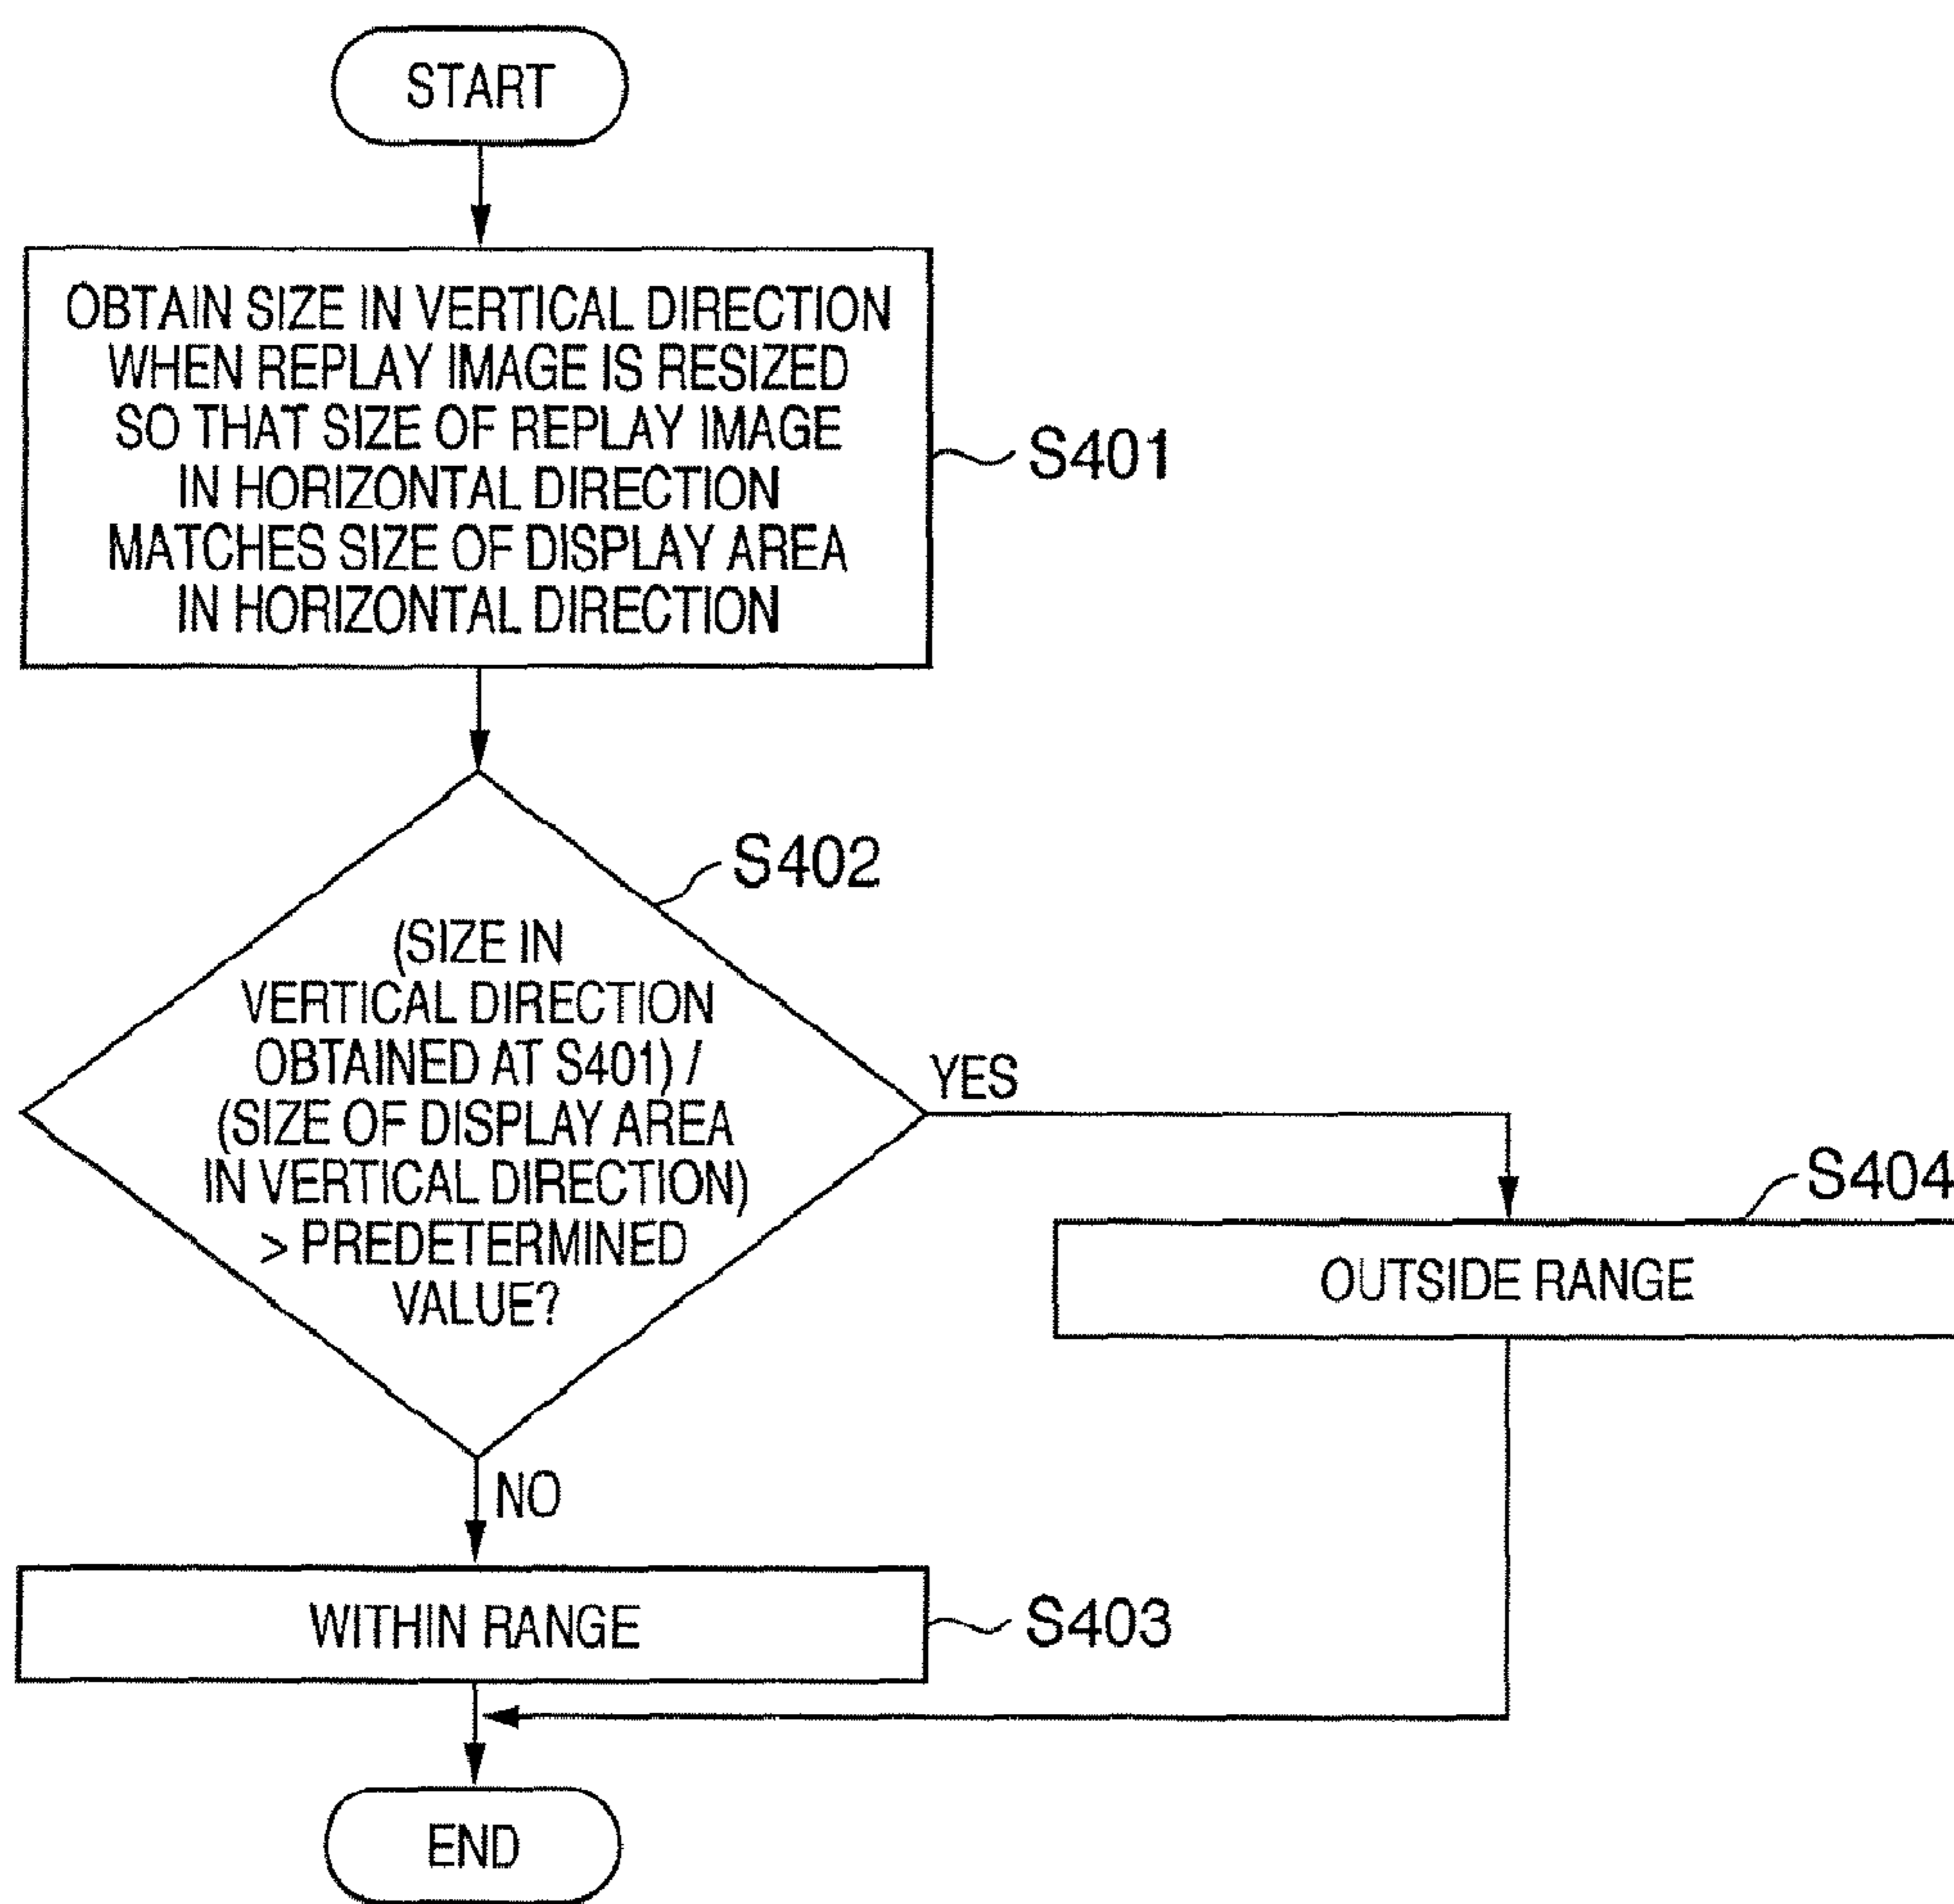 START
OBTAIN SIZE IN VERTICAL DIRECTION
WHEN REPLAY IMAGE IS RESIZED
SO THAT SIZE OF REPLAY IMAGE
IN HORIZONTAL DIRECTION
MATCHES SIZE OF DISPLAY AREA
IN HORIZONTAL DIRECTION
S401
S402
(SIZE IN
VERTICAL DIRECTION
OBTAINED AT S401) /
(SIZE OF DISPLAY AREA
IN VERTICAL DIRECTION)
> PREDETERMINED
VALUE?
YES
S404
OUTSIDE RANGE
NO
WITHIN RANGE
S403
END